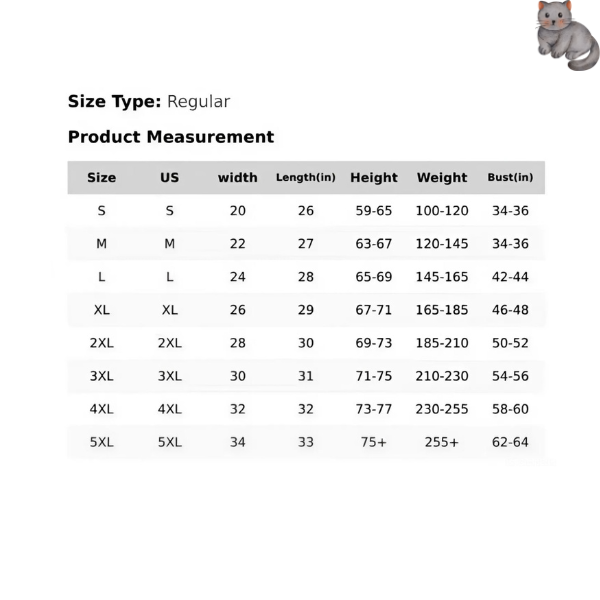 Size Type: Regular
Product Measurement
Size US width Length(in) Height Weight Bust(in)
S S 20 26 59-65 100-120 34-36
M M 22 27 63-67 120-145 34-36
L L 24 28 65-69 145-165 42-44
XL XL 26 29 67-71 165-185 46-48
2XL 2XL 28 30 69-73 185-210 50-52
3XL 3XL 30 31 71-75 210-230 54-56
4XL 4XL 32 32 73-77 230-255 58-60
5XL 5XL 34 33 75+ 255+ 62-64